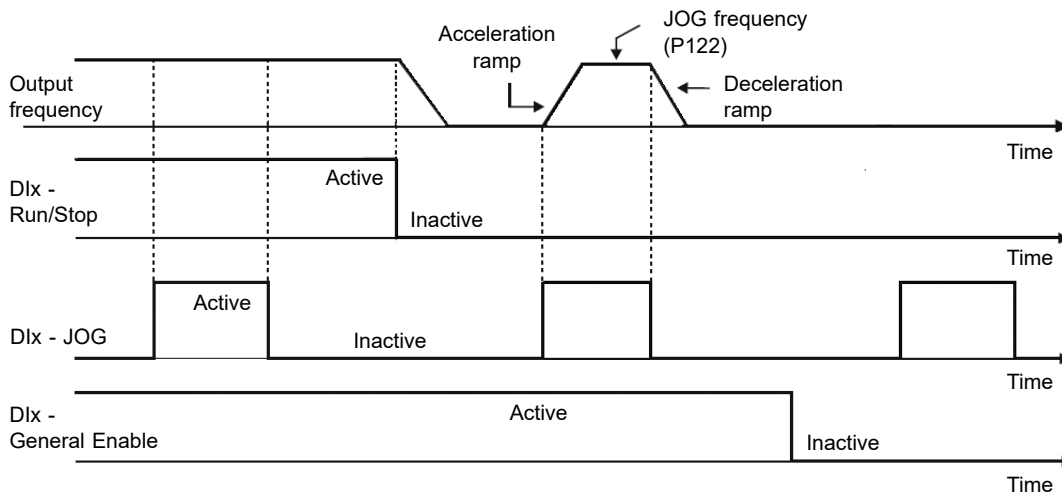 JOG frequency
(P122)
Acceleration
ramp
Output
frequency
Deceleration
ramp
Time
DIx -
Run/Stop
Active
Inactive
Time
DIx - JOG
Active
Inactive
Time
DIx -
General Enable
Active
Inactive
Time